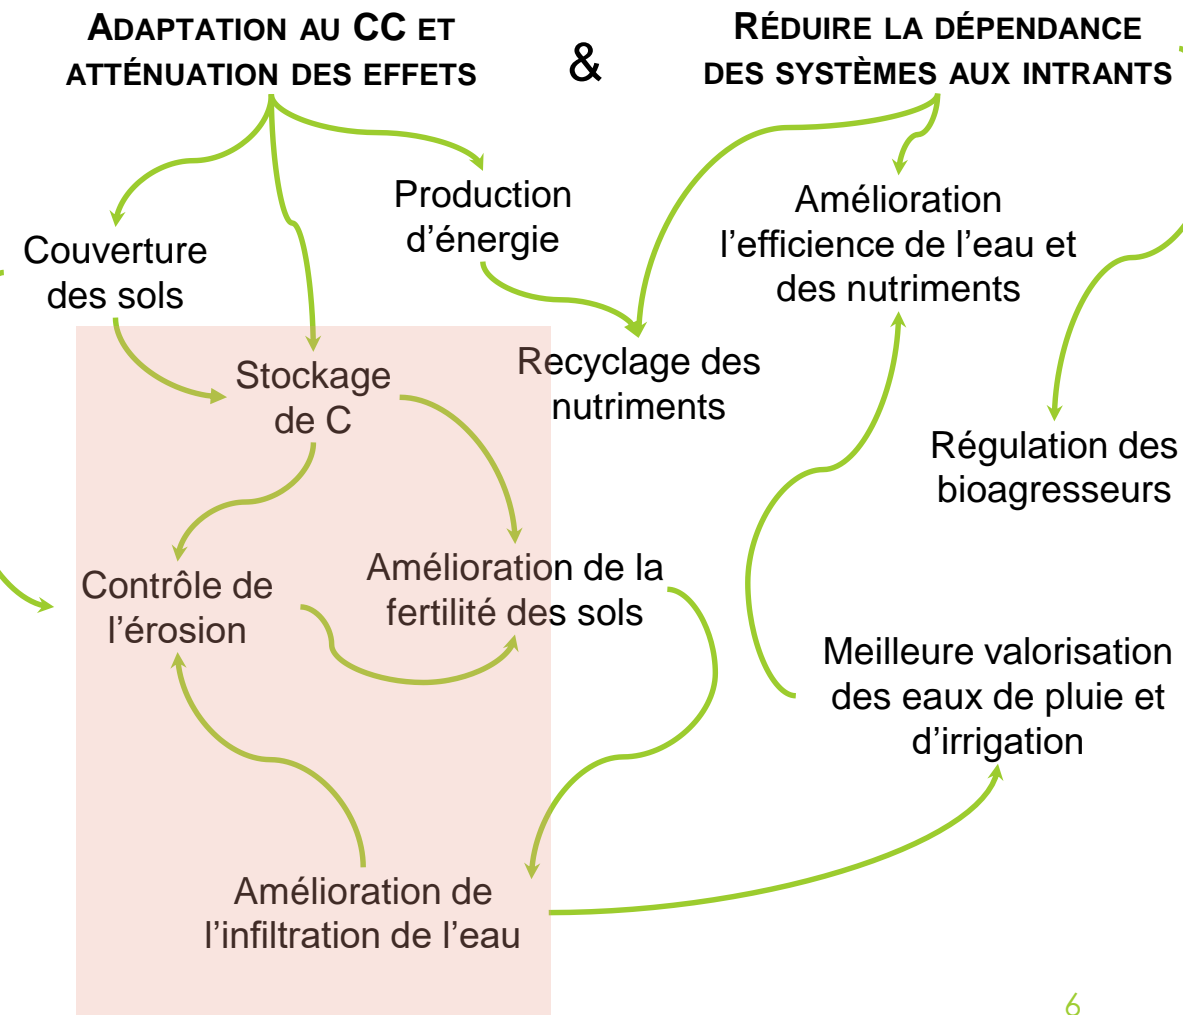 ADAPTATION AU CC ET
ATTÉNUATION DES EFFETS
&
RÉDUIRE LA DÉPENDANCE
DES SYSTÈMES AUX INTRANTS
Production
d’énergie
Amélioration
l’efficience de l’eau et
des nutriments
Couverture
des sols
Stockage
de C
Recyclage des
nutriments
Régulation des
bioagresseurs
Contrôle de
l’érosion
Amélioration de la
fertilité des sols
Meilleure valorisation
des eaux de pluie et
d’irrigation
Amélioration de
l’infiltration de l’eau
6